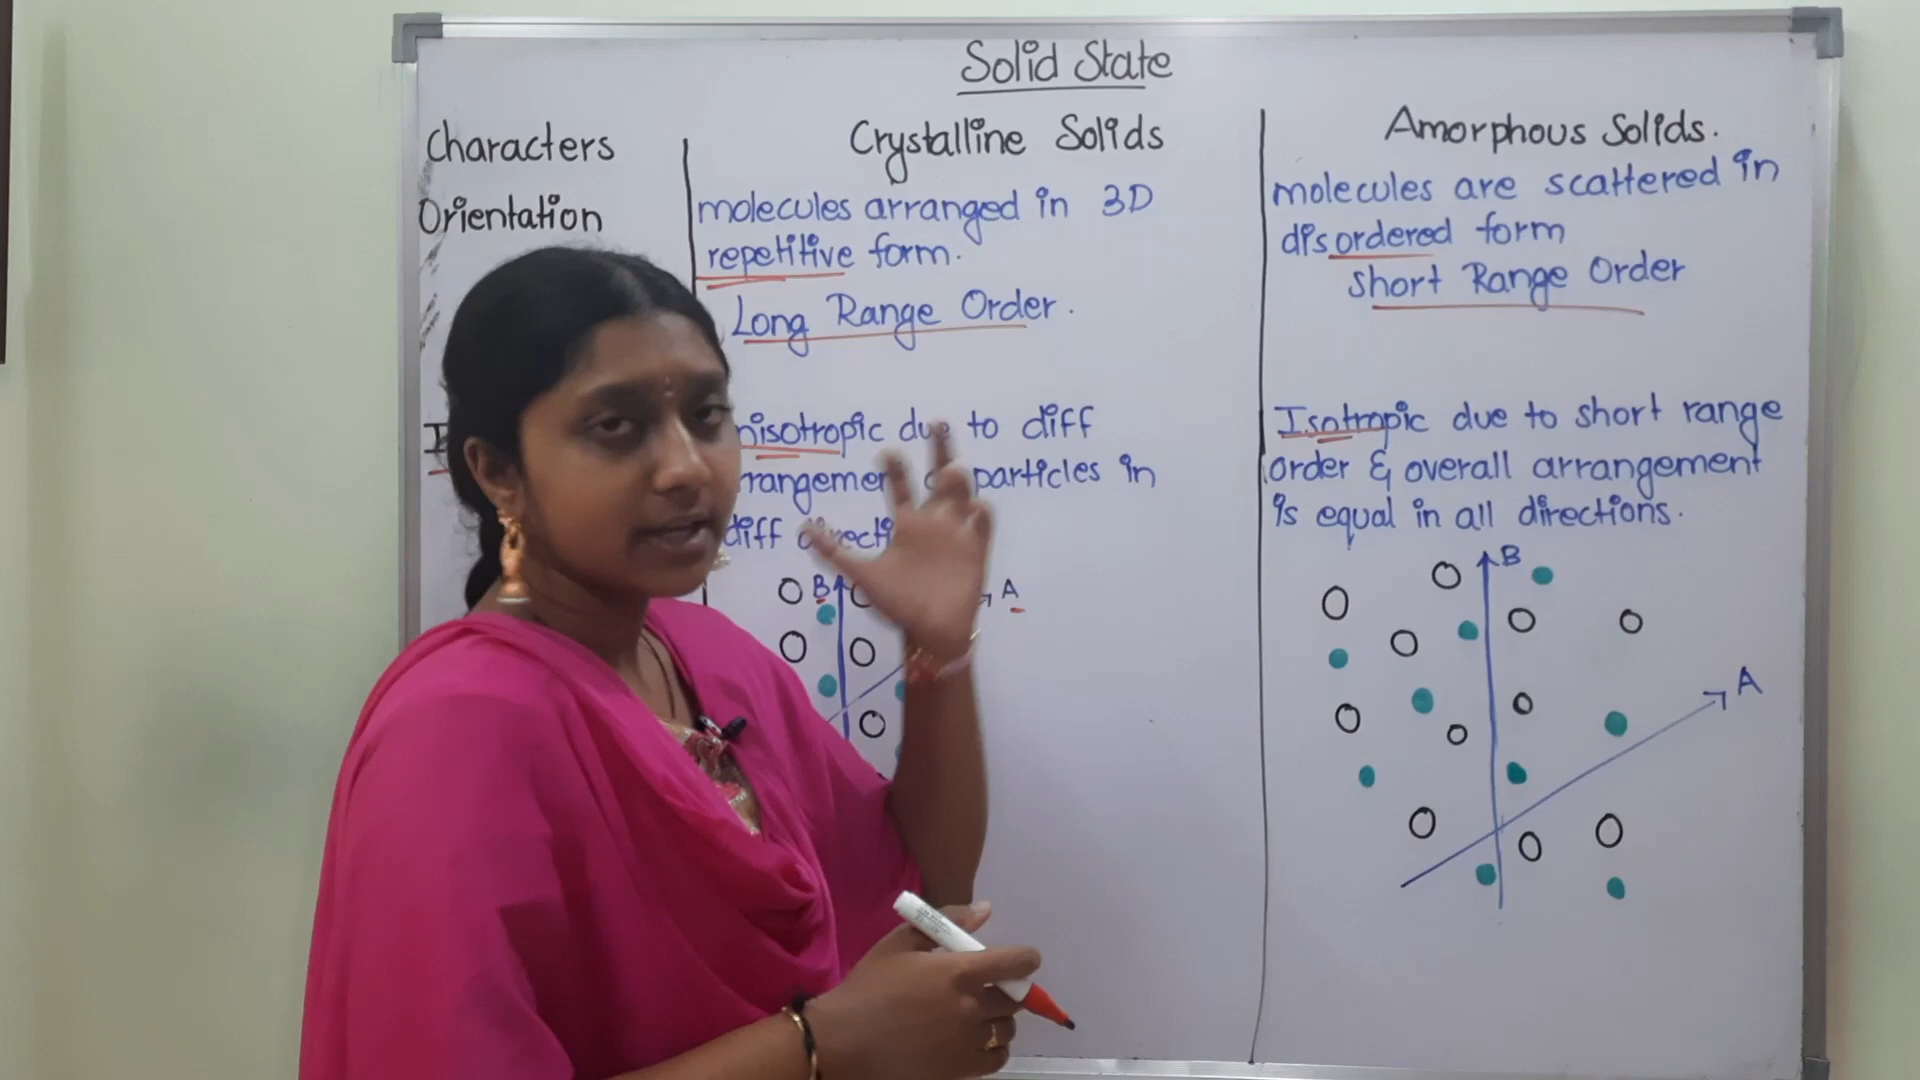 Solid State
Characters
Crystalline Solids
Amorphous Solids.
Orientation
molecules arranged in 3D
repetitive form.
Long Range Order.
molecules are scattered in
disordered form
Short Range Order
nisotropic due to diff
rangemen particles in
diff directi
Isotropic due to short range
order & overall arrangement
is equal in all directions.
B
A
B
A